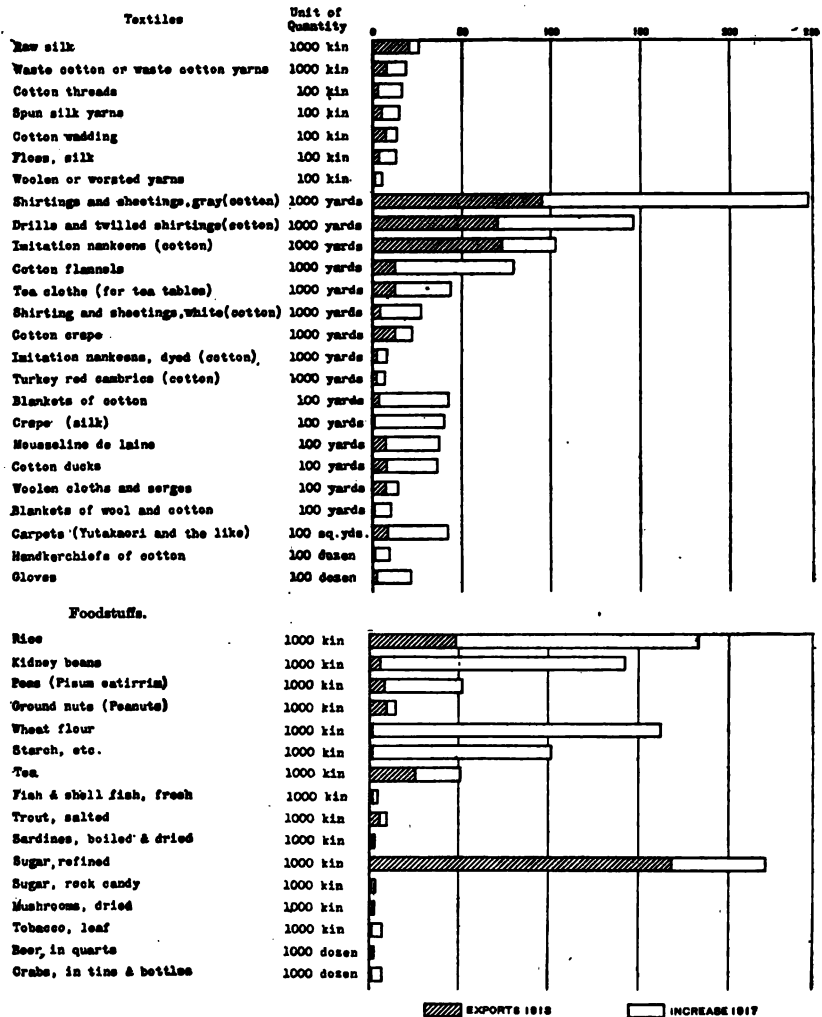 Textiles Unit of Quantity 0 50 100 150 200 250
Raw silk 1000 kin
Waste cotton or waste cotton yarns 1000 kin
Cotton threads 100 kin
Spun silk yarns 100 kin
Cotton wadding 100 kin
Floss, silk 100 kin
Woolen or worsted yarns 100 kin
Shirtings and sheetings, gray (cotton) 1000 yards
Drills and twilled shirtings (cotton) 1000 yards
Imitation nankeens (cotton) 1000 yards
Cotton flannels 1000 yards
Tea cloths (for tea tables) 1000 yards
Shirting and sheetings, white (cotton) 1000 yards
Cotton crape 1000 yards
Imitation nankeens, dyed (cotton) 1000 yards
Turkey red cambrics (cotton) 1000 yards
Blankets of cotton 100 yards
Crape (silk) 100 yards
Mousseline de laine 100 yards
Cotton ducks 100 yards
Woolen cloths and serges 100 yards
Blankets of wool and cotton 100 yards
Carpets (Yutakaori and the like) 100 sq.yds.
Handkerchiefs of cotton 100 dozen
Gloves 100 dozen
Foodstuffs.
Rice 1000 kin
Kidney beans 1000 kin
Peas (Pisum satirrim) 1000 kin
Ground nuts (Peanuts) 1000 kin
Wheat flour 1000 kin
Starch, etc. 1000 kin
Tea 1000 kin
Fish & shell fish, fresh 1000 kin
Trout, salted 1000 kin
Sardines, boiled & dried 1000 kin
Sugar, refined 1000 kin
Sugar, rock candy 1000 kin
Mushrooms, dried 1000 kin
Tobacco, leaf 1000 kin
Beer, in quarts 1000 dozen
Crabs, in tins & bottles 1000 dozen
EXPORTS 1913 INCREASE 1917